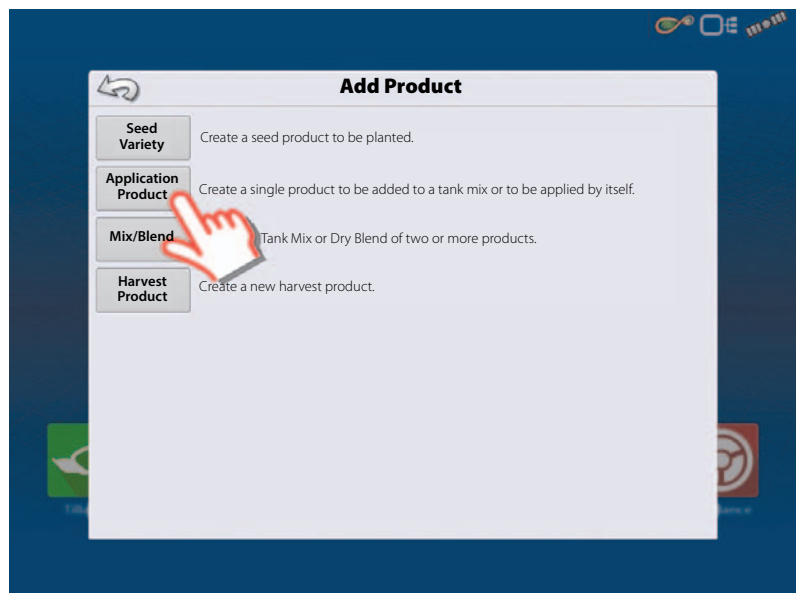 Add Product
Seed
Variety
Create a seed product to be planted.
Application
Product
Create a single product to be added to a tank mix or to be applied by itself.
Mix/Blend
Tank Mix or Dry Blend of two or more products.
Harvest
Product
Create a new harvest product.